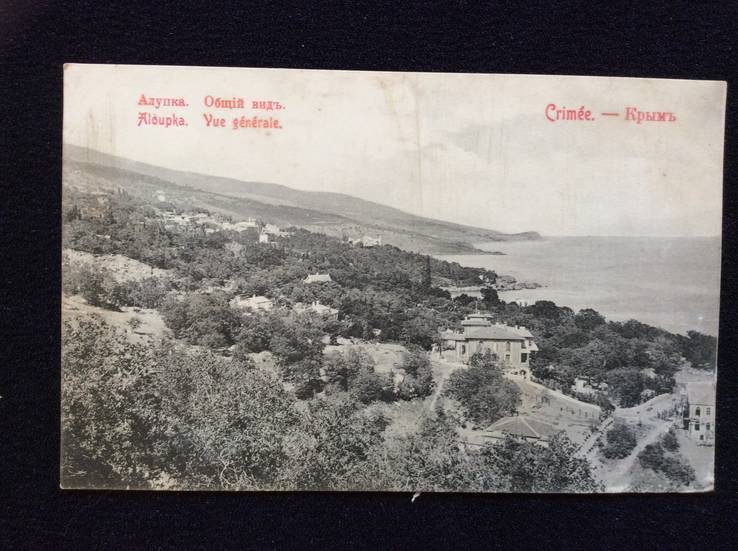 Алупка. Общій видъ.
Aloupka. Vue générale.
Crimée. — Крымъ